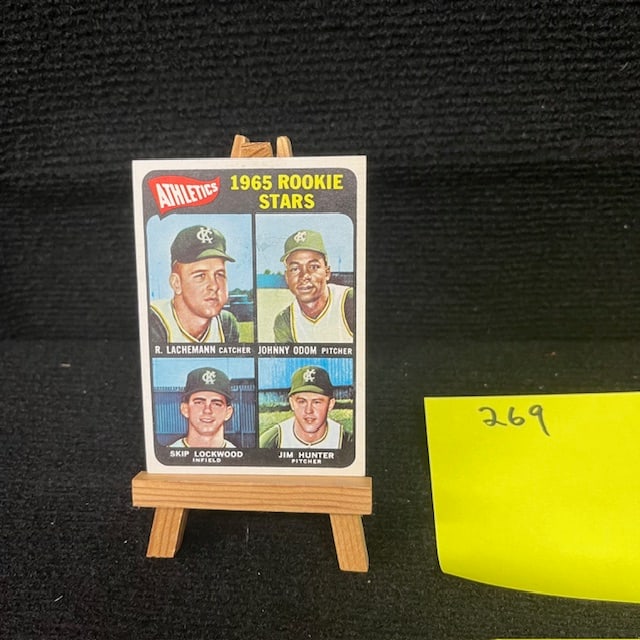 ATHLETICS
1965 ROOKIE
STARS
R. LACHEMANN CATCHER
JOHNNY ODOM PITCHER
SKIP LOCKWOOD
INFIELD
JIM HUNTER
PITCHER
269